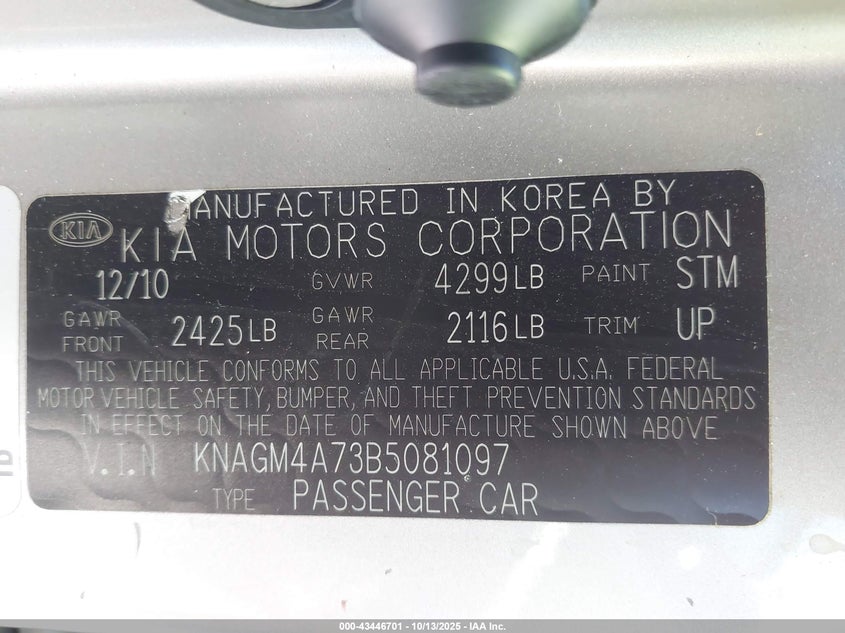 MANUFACTURED IN KOREA BY
KIA
KIA MOTORS CORPORATION
12/10 GVWR 4299LB PAINT STM
GAWR FRONT 2425LB GAWR REAR 2116LB TRIM UP
THIS VEHICLE CONFORMS TO ALL APPLICABLE U.S.A. FEDERAL
MOTOR VEHICLE SAFETY, BUMPER, AND THEFT PREVENTION STANDARDS
IN EFFECT ON THE DATE OF MANUFACTURE SHOWN ABOVE
V.I.N KNAGM4A73B5081097
TYPE PASSENGER CAR
000-43446701 - 10/13/2025 - IAA Inc.